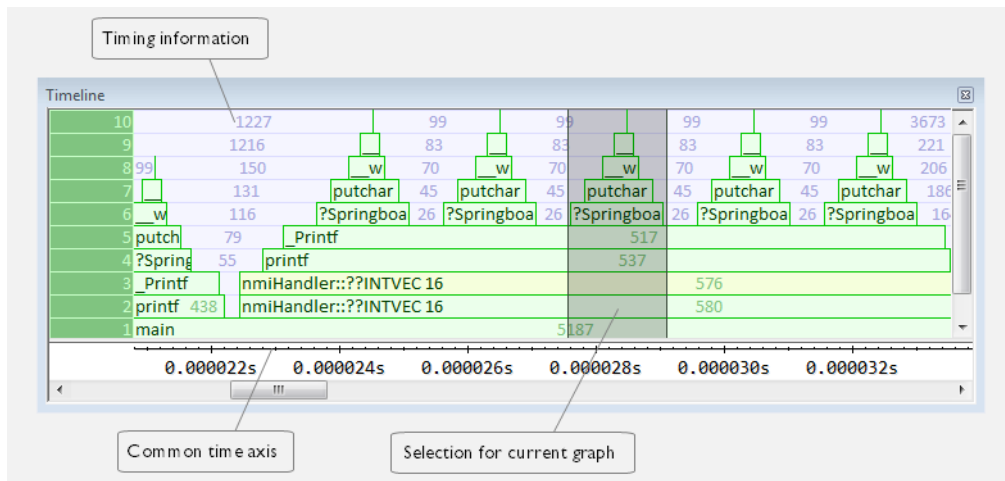 Timing information
Timeline
10 1227 99 99 99 99 3673
9 1216 83 83 83 83 221
8 99 150 __w 70 __w 70 __w 70 __w 70 __w 206
7 131 putchar 45 putchar 45 putchar 45 putchar 45 putchar 186
6 __w 116 ?Springboa 26 ?Springboa 26 ?Springboa 26 ?Springboa 26 ?Springboa 16
5 putch 79 _Printf 517
4 ?Spring 55 printf 537
3 _Printf nmiHandler::??INTVEC 16 576
2 printf 438 nmiHandler::??INTVEC 16 580
1 main 5187
0.000022s 0.000024s 0.000026s 0.000028s 0.000030s 0.000032s
Common time axis
Selection for current graph